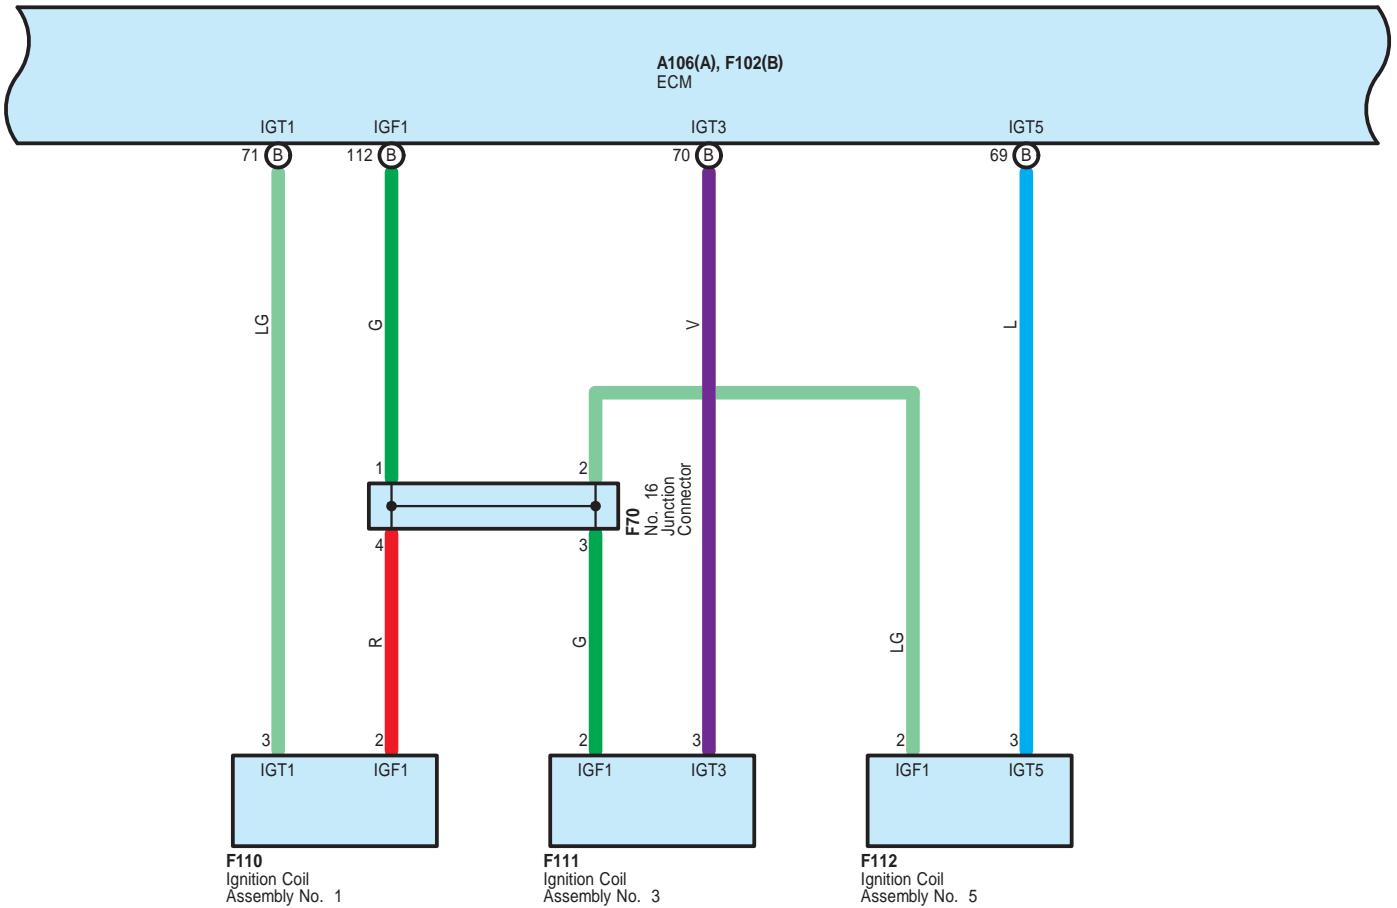 A106(A), F102(B)
ECM
IGT1
IGF1
IGT3
IGT5
71 B
112 B
70 B
69 B
LG
G
V
L
1
2
F70
No. 16
Junction
Connector
4
3
R
G
LG
3
2
2
3
2
3
IGT1
IGF1
IGF1
IGT3
IGF1
IGT5
F110
Ignition Coil
Assembly No. 1
F111
Ignition Coil
Assembly No. 3
F112
Ignition Coil
Assembly No. 5